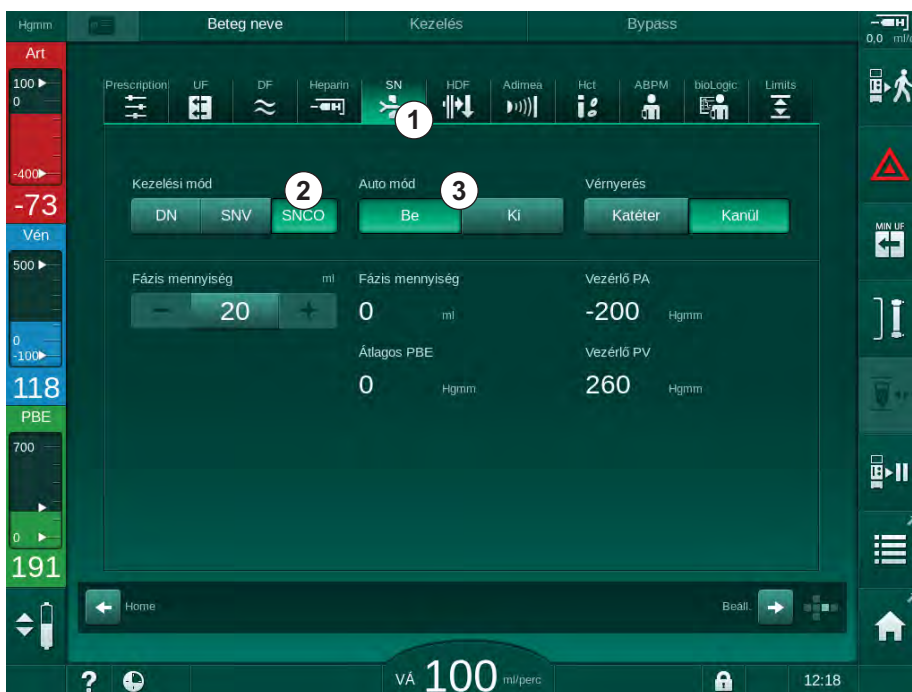 Hgmm
Beteg neve
Kezelés
Bypass
0,0 ml/
Art
100
0
-400
-73
Vén
500
0
-100
118
PBE
700
0
191
Prescription
UF
DF
Heparin
SN
HDF
Adimea
Hct
ABPM
bioLogic
Limits
1
Kezelési mód
2
Auto mód
3
Vérnyerés
DN
SNV
SNCO
Be
Ki
Katéter
Kanül
Fázis mennyiség ml
20
Fázis mennyiség
0 ml
Vezérlő PA
-200 Hgmm
Átlagos PBE
0 Hgmm
Vezérlő PV
260 Hgmm
MIN UF
Home
Beáll.
?
VÁ 100 ml/perc
12:18